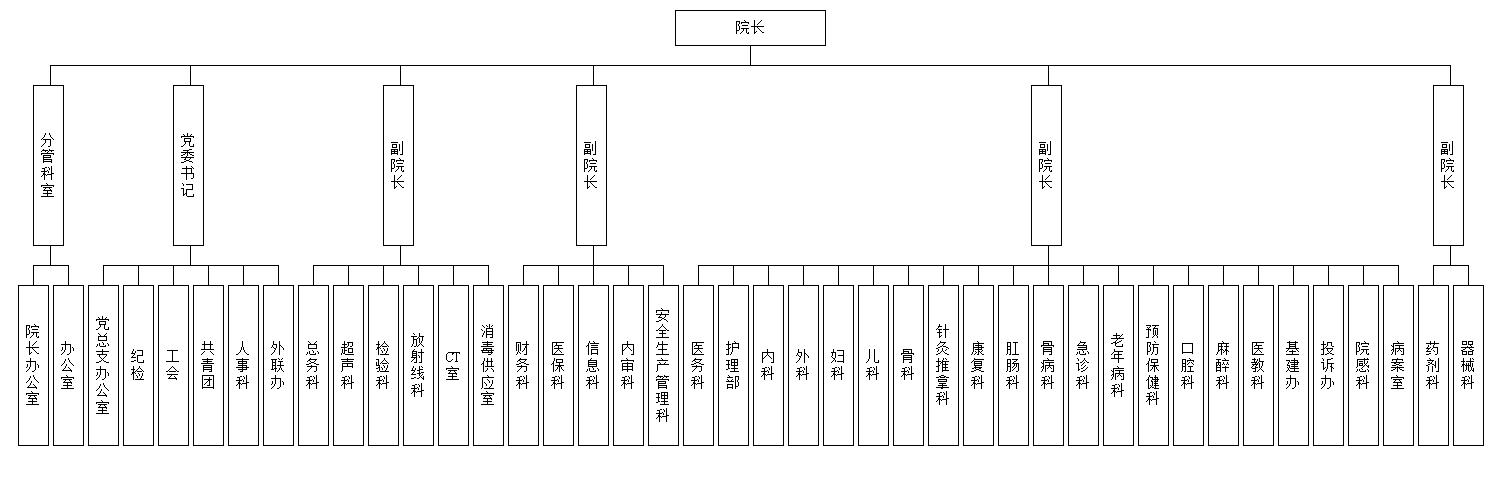 院长
分管科室
党委书记
副院长
副院长
副院长
副院长
院长办公室
办公室
党总支办公室
纪检
工会
共青团
人事科
外联办
总务科
超声科
检验科
放射线科
CT室
消毒供应室
财务科
医保科
信息科
内审科
安全生产管理科
医务科
护理部
内科
外科
妇科
儿科
骨科
针灸推拿科
康复科
肛肠科
骨病科
急诊科
老年病科
预防保健科
口腔科
麻醉科
医教科
基建办
投诉办
院感科
病案室
药剂科
器械科